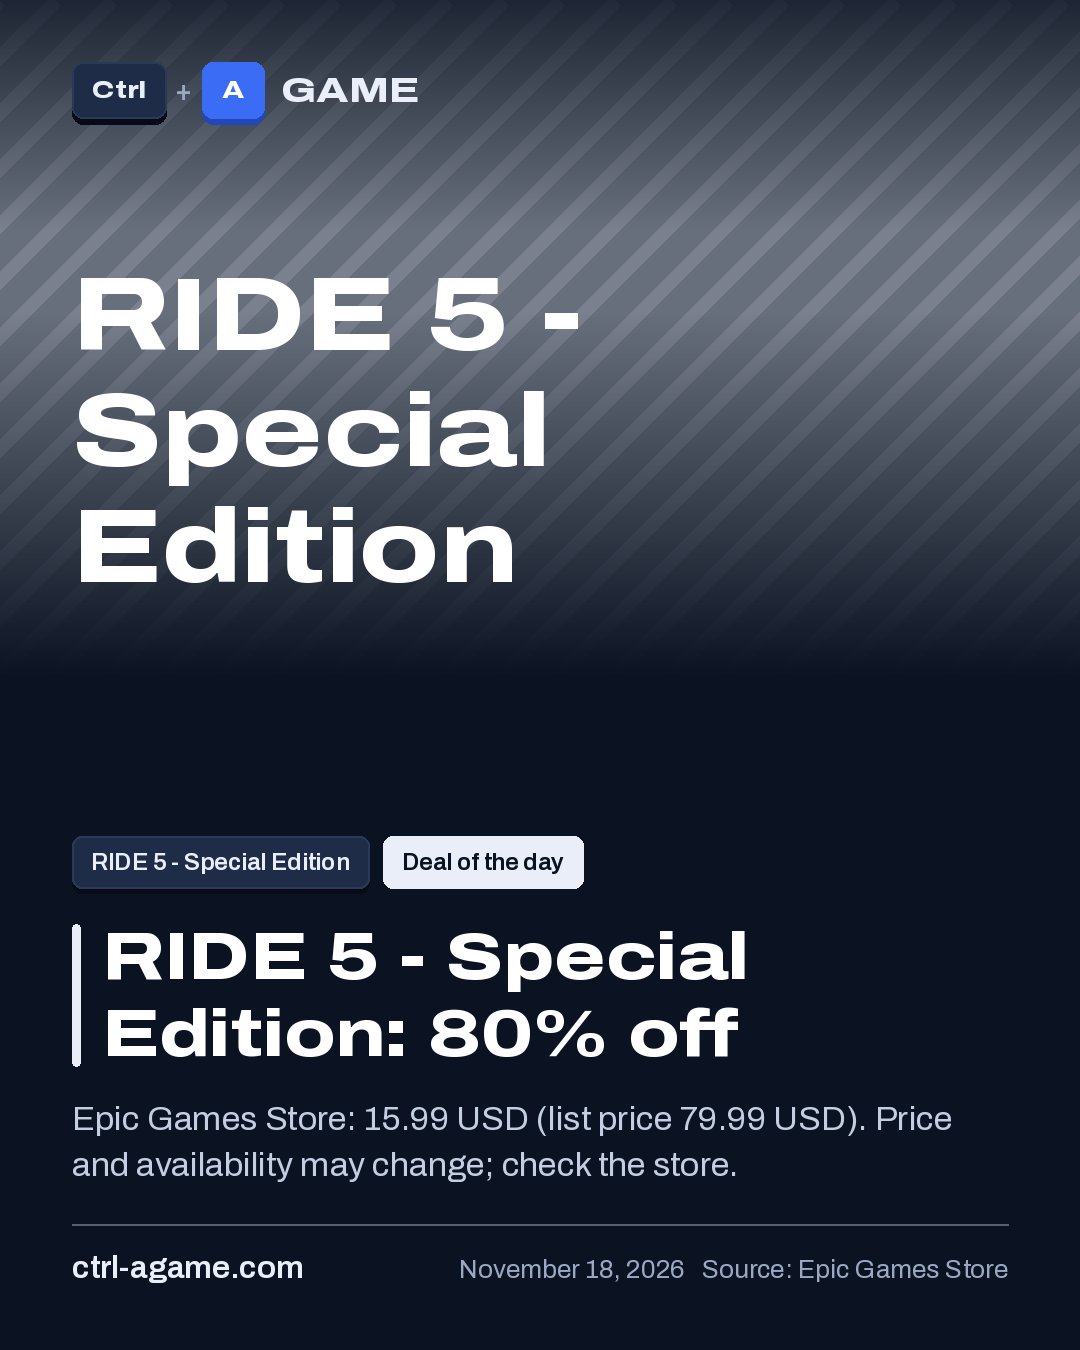 Ctrl + A GAME
RIDE 5 -
Special
Edition
RIDE 5 - Special Edition
Deal of the day
RIDE 5 - Special
Edition: 80% off
Epic Games Store: 15.99 USD (list price 79.99 USD). Price
and availability may change; check the store.
ctrl-agame.com
November 18, 2026 Source: Epic Games Store